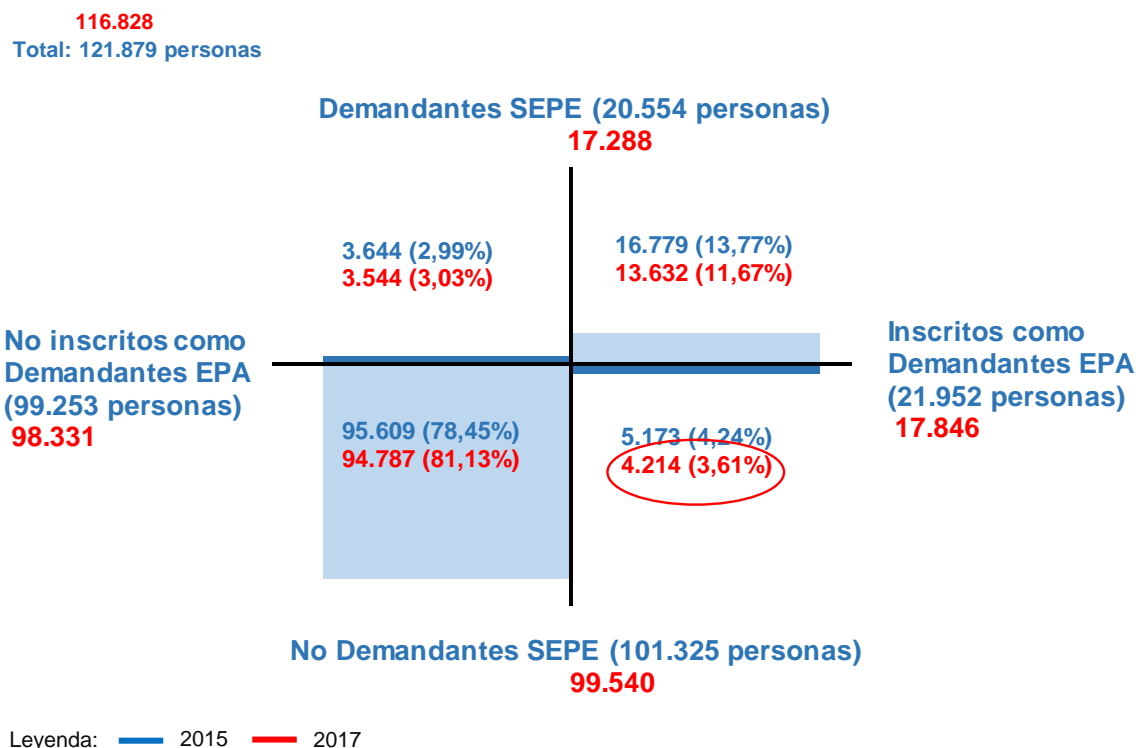 116.828
Total: 121.879 personas
Demandantes SEPE (20.554 personas)
17.288
3.644 (2,99%)
3.544 (3,03%)
16.779 (13,77%)
13.632 (11,67%)
No inscritos como
Demandantes EPA
(99.253 personas)
98.331
Inscritos como
Demandantes EPA
(21.952 personas)
17.846
95.609 (78,45%)
94.787 (81,13%)
5.173 (4,24%)
4.214 (3,61%)
No Demandantes SEPE (101.325 personas)
99.540
Leyenda: 2015 2017